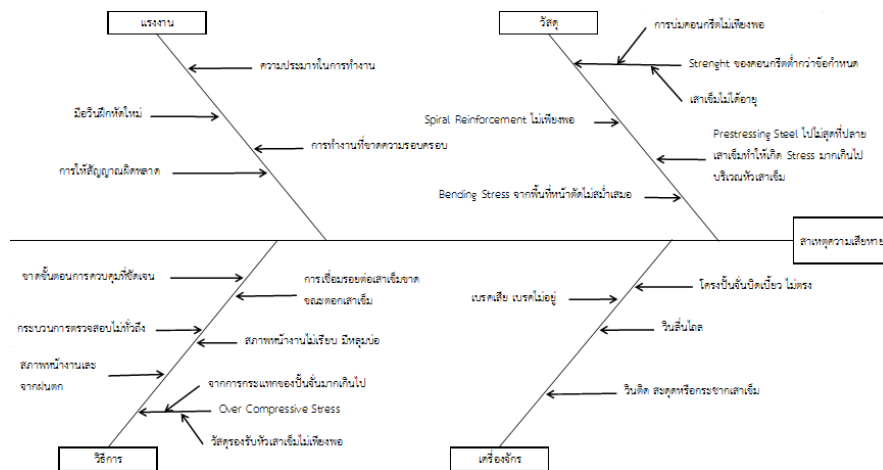 แรงงาน
วัสดุ
ความประมาทในการทำงาน
มือวินฝึกหัดใหม่
การทำงานที่ขาดความรอบครอบ
การให้สัญญาณผิดพลาด
การบ่มคอนกรีตไม่เพียงพอ
Strenght ของคอนกรีตต่ำกว่าข้อกำหนด
เสาเข็มไม่ได้อายุ
Spiral Reinforcement ไม่เพียงพอ
Prestressing Steel ไปไม่สุดที่ปลาย
เสาเข็มทำให้เกิด Stress มากเกินไป
บริเวณหัวเสาเข็ม
Bending Stress จากพื้นที่หน้าตัดไม่สม่ำเสมอ
สาเหตุความเสียหาย
ขาดขั้นตอนการควบคุมที่ชัดเจน
การเชื่อมรอยต่อเสาเข็มขาด
ขณะตอกเสาเข็ม
กระบวนการตรวจสอบไม่ทั่วถึง
สภาพหน้างานไม่เรียบ มีหลุมบ่อ
สภาพหน้างานเละ
จากฝนตก
จากการกระแทกของปั้นจั่นมากเกินไป
Over Compressive Stress
วัสดุรองรับหัวเสาเข็มไม่เพียงพอ
โครงปั้นจั่นบิดเบี้ยว ไม่ตรง
เบรคเสีย เบรคไม่อยู่
วินลื่นไถล
วินติด สะดุดหรือกระชากเสาเข็ม
วิธีการ
เครื่องจักร